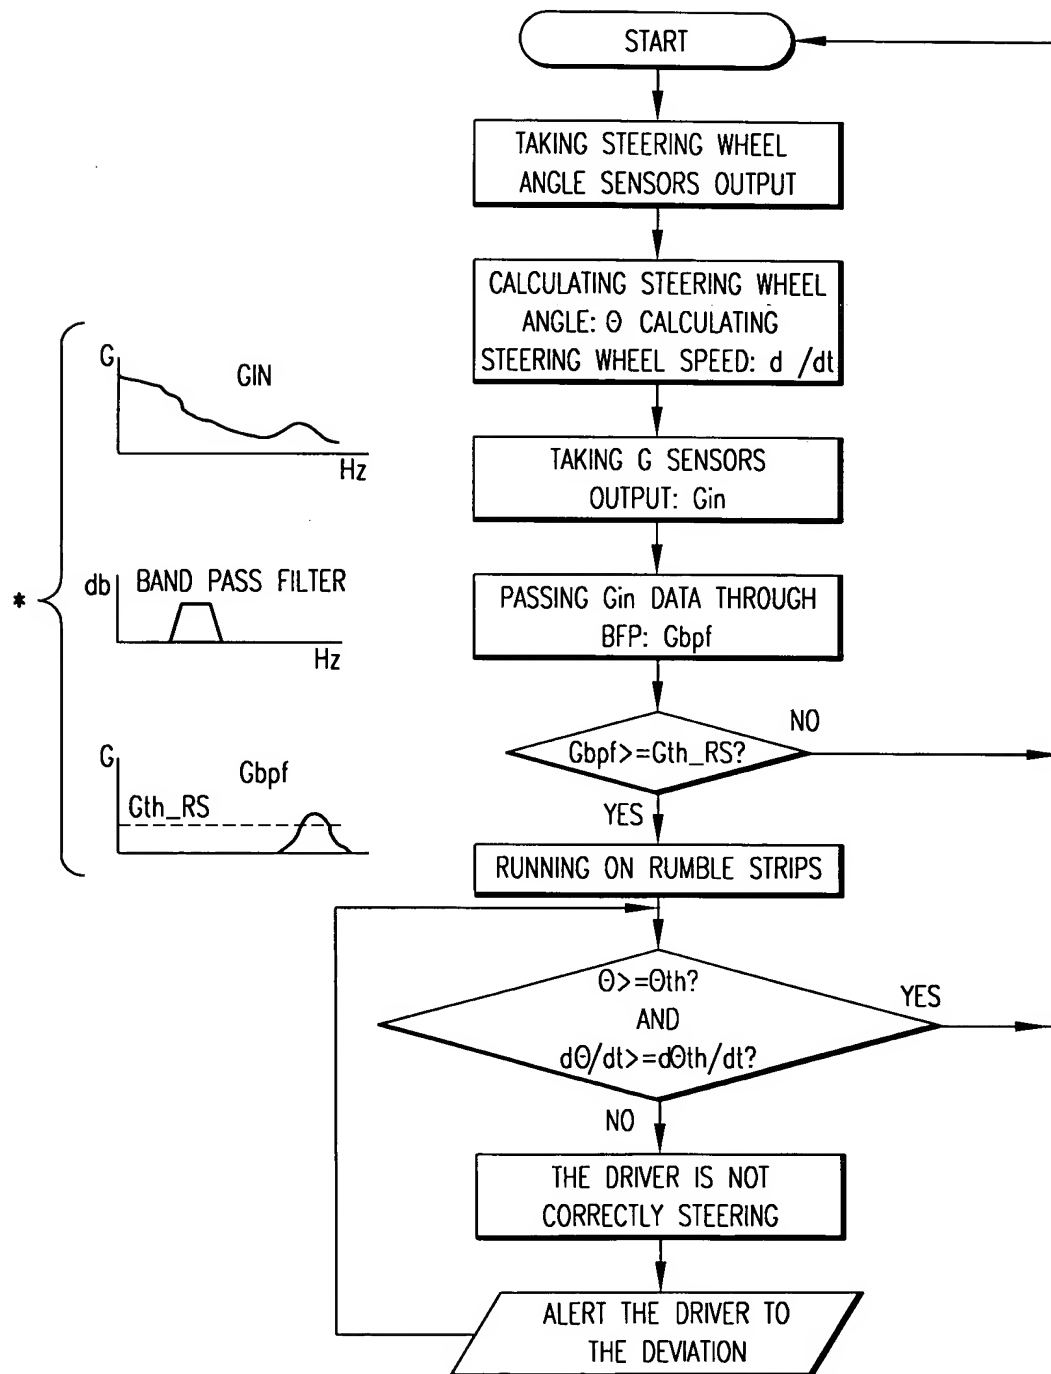 START
TAKING STEERING WHEEL
ANGLE SENSORS OUTPUT
CALCULATING STEERING WHEEL
ANGLE: Θ CALCULATING
STEERING WHEEL SPEED: d /dt
TAKING G SENSORS
OUTPUT: Gin
PASSING Gin DATA THROUGH
BFP: Gbpf
Gbpf>=Gth_RS?
NO
YES
RUNNING ON RUMBLE STRIPS
Θ>=Θth?
AND
dΘ/dt>=dΘth/dt?
YES
NO
THE DRIVER IS NOT
CORRECTLY STEERING
ALERT THE DRIVER TO
THE DEVIATION
*
G
GIN
Hz
db
BAND PASS FILTER
Hz
G
Gbpf
Gth_RS